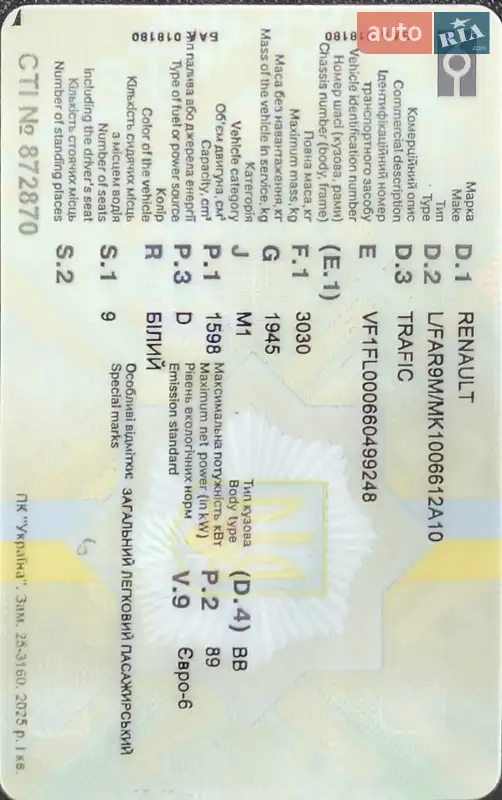 auto RIA
Марка
Make
D.1 RENAULT
Тип
Type
D.2 L/FAR9M/MK1006612A10
Комерційний опис
Commercial description
D.3 TRAFIC
Ідентифікаційний номер
транспортного засобу
Vehicle identification number
E VF1FL000660499248
Номер шасі (кузова, рами)
Chassis number (body, frame)
(E.1)
Повна маса, кг
Maximum mass, kg
F.1 3030
Маса без навантаження, кг
Mass of the vehicle in service, kg
G 1945
Категорія
Vehicle category
J M1
Тип кузова
Body type
(D.4) BB
Об'єм двигуна, см³
Capacity, cm³
P.1 1598
Максимальна потужність кВт
Maximum net power (in kW)
P.2 89
Тип палива або джерела енергії
Type of fuel or power source
P.3 D
Рівень екологічних норм
Emission standard
V.9 Євро-6
Колір
Color of the vehicle
R БІЛИЙ
Кількість сидячих місць
з місцем водія
Number of seats
including the driver's seat
S.1 9
Особливі відмітки: ЗАГАЛЬНИЙ ЛЕГКОВИЙ ПАСАЖИРСЬКИЙ
Special marks
Кількість стоячих місць
Number of standing places
S.2
СТІ № 872870
ПК "Україна". Зам. 25-3160. 2025 р. І кв.